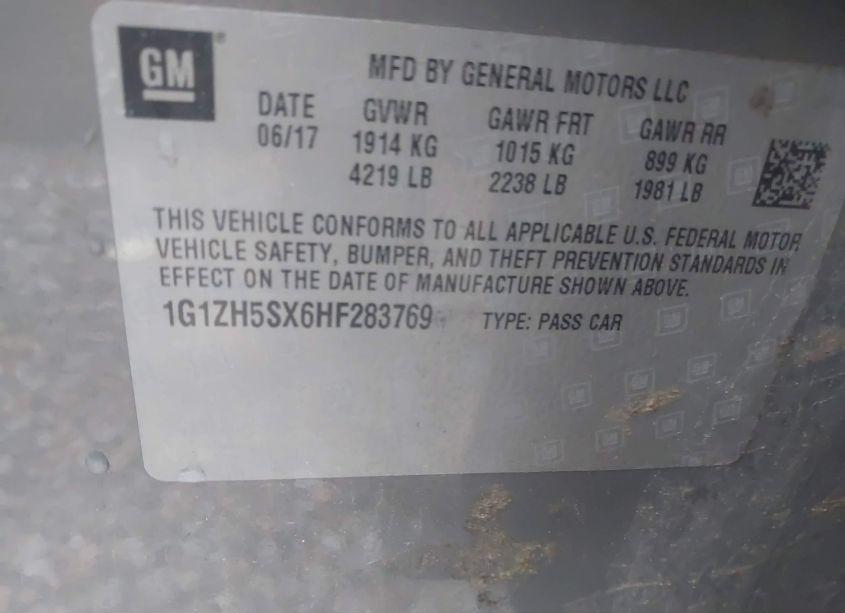 GM
MFD BY GENERAL MOTORS LLC
DATE GVWR GAWR FRT GAWR RR
06/17 1914 KG 1015 KG 899 KG
4219 LB 2238 LB 1981 LB
THIS VEHICLE CONFORMS TO ALL APPLICABLE U.S. FEDERAL MOTOR
VEHICLE SAFETY, BUMPER, AND THEFT PREVENTION STANDARDS IN
EFFECT ON THE DATE OF MANUFACTURE SHOWN ABOVE.
1G1ZH5SX6HF283769 TYPE: PASS CAR